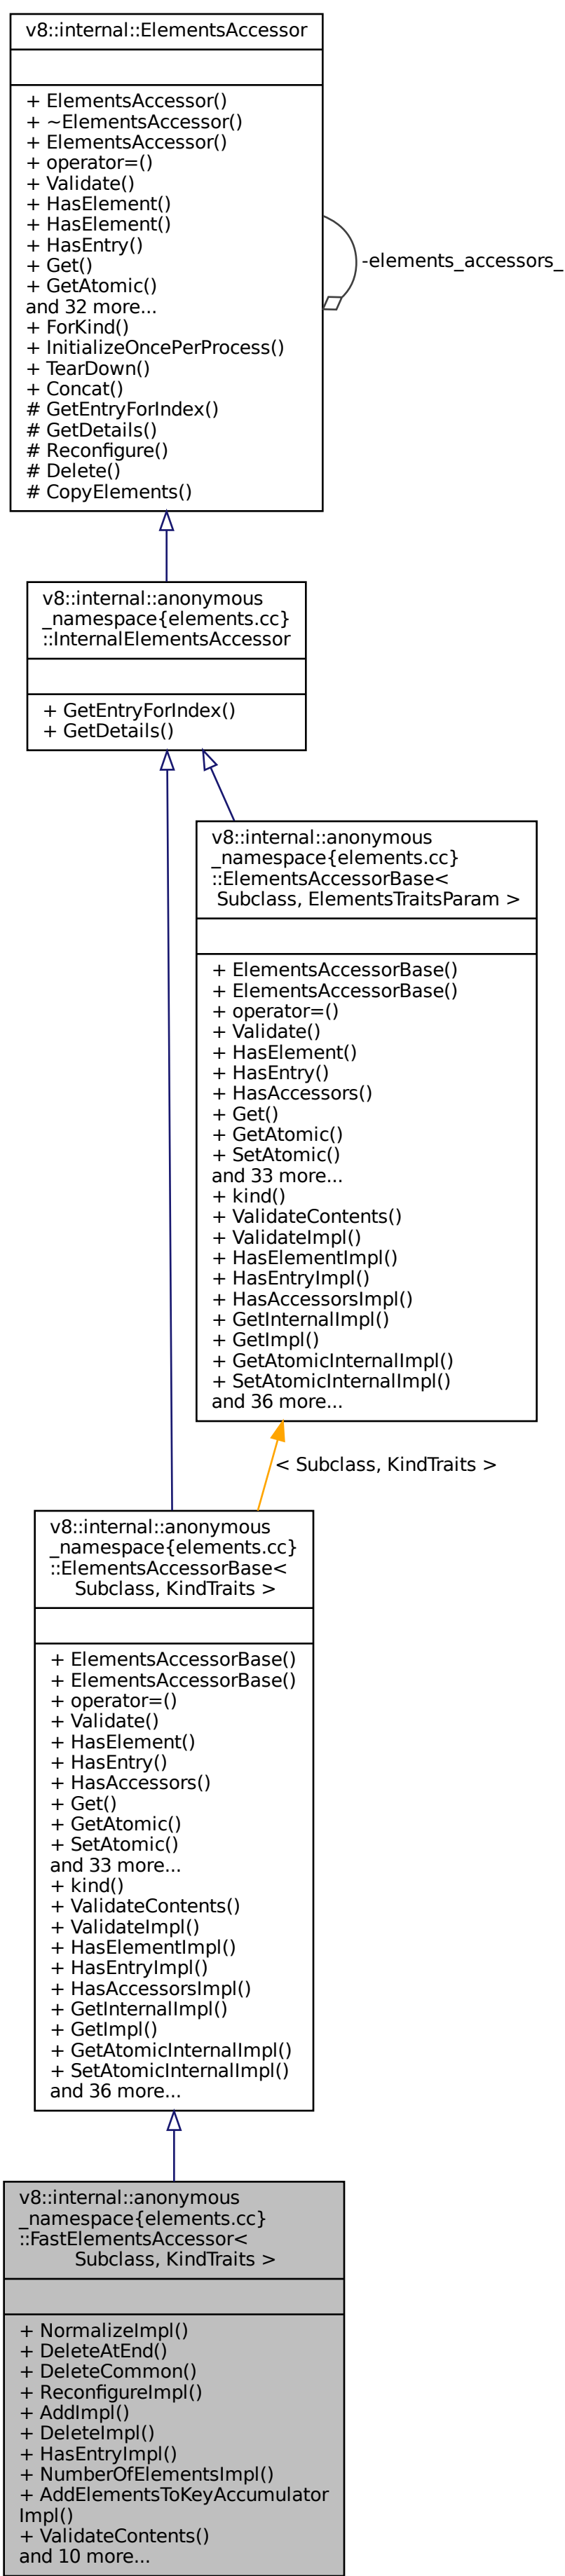 v8::internal::ElementsAccessor
+ ElementsAccessor()
+ ~ElementsAccessor()
+ ElementsAccessor()
+ operator=()
+ Validate()
+ HasElement()
+ HasElement()
+ HasEntry()
+ Get()
+ GetAtomic()
and 32 more...
+ ForKind()
+ InitializeOncePerProcess()
+ TearDown()
+ Concat()
# GetEntryForIndex()
# GetDetails()
# Reconfigure()
# Delete()
# CopyElements()
-elements_accessors_
v8::internal::anonymous
_namespace{elements.cc}
::InternalElementsAccessor
+ GetEntryForIndex()
+ GetDetails()
v8::internal::anonymous
_namespace{elements.cc}
::ElementsAccessorBase<
Subclass, ElementsTraitsParam >
+ ElementsAccessorBase()
+ ElementsAccessorBase()
+ operator=()
+ Validate()
+ HasElement()
+ HasEntry()
+ HasAccessors()
+ Get()
+ GetAtomic()
+ SetAtomic()
and 33 more...
+ kind()
+ ValidateContents()
+ ValidateImpl()
+ HasElementImpl()
+ HasEntryImpl()
+ HasAccessorsImpl()
+ GetInternalImpl()
+ GetImpl()
+ GetAtomicInternalImpl()
+ SetAtomicInternalImpl()
and 36 more...
< Subclass, KindTraits >
v8::internal::anonymous
_namespace{elements.cc}
::ElementsAccessorBase<
Subclass, KindTraits >
+ ElementsAccessorBase()
+ ElementsAccessorBase()
+ operator=()
+ Validate()
+ HasElement()
+ HasEntry()
+ HasAccessors()
+ Get()
+ GetAtomic()
+ SetAtomic()
and 33 more...
+ kind()
+ ValidateContents()
+ ValidateImpl()
+ HasElementImpl()
+ HasEntryImpl()
+ HasAccessorsImpl()
+ GetInternalImpl()
+ GetImpl()
+ GetAtomicInternalImpl()
+ SetAtomicInternalImpl()
and 36 more...
v8::internal::anonymous
_namespace{elements.cc}
::FastElementsAccessor<
Subclass, KindTraits >
+ NormalizeImpl()
+ DeleteAtEnd()
+ DeleteCommon()
+ ReconfigureImpl()
+ AddImpl()
+ DeleteImpl()
+ HasEntryImpl()
+ NumberOfElementsImpl()
+ AddElementsToKeyAccumulator
Impl()
+ ValidateContents()
and 10 more...